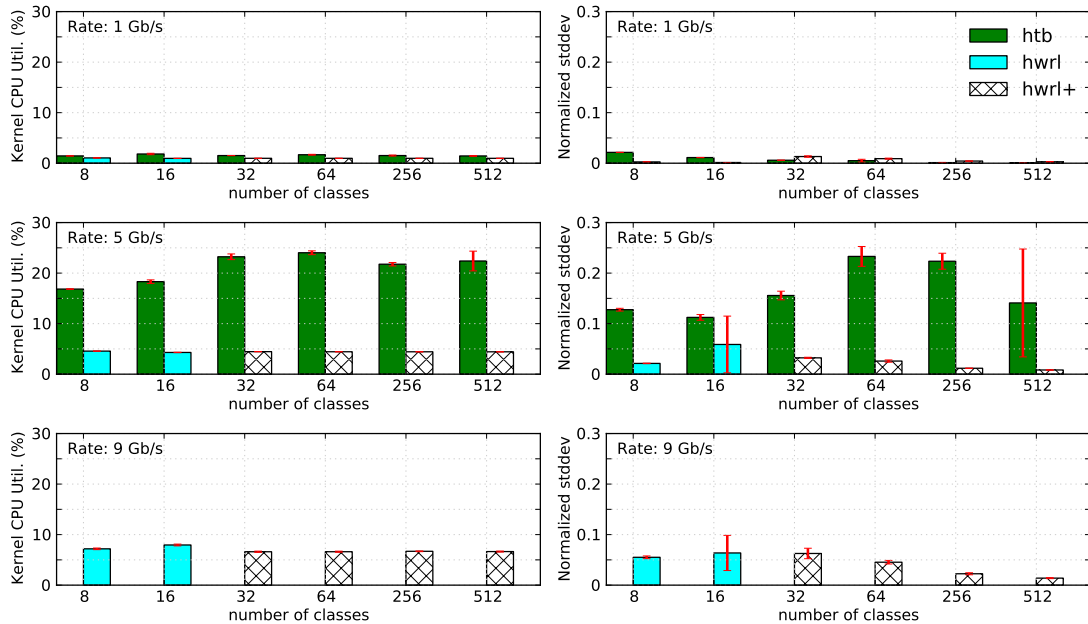 Kernel CPU Util. (%)
30
20
10
0
Rate: 1 Gb/s
8 16 32 64 256 512
number of classes
Normalized stddev
0.3
0.2
0.1
0
Rate: 1 Gb/s
htb
hwrl
hwrl+
8 16 32 64 256 512
number of classes
Kernel CPU Util. (%)
30
20
10
0
Rate: 5 Gb/s
8 16 32 64 256 512
number of classes
Normalized stddev
0.3
0.2
0.1
0
Rate: 5 Gb/s
8 16 32 64 256 512
number of classes
Kernel CPU Util. (%)
30
20
10
0
Rate: 9 Gb/s
8 16 32 64 256 512
number of classes
Normalized stddev
0.3
0.2
0.1
0
Rate: 9 Gb/s
8 16 32 64 256 512
number of classes